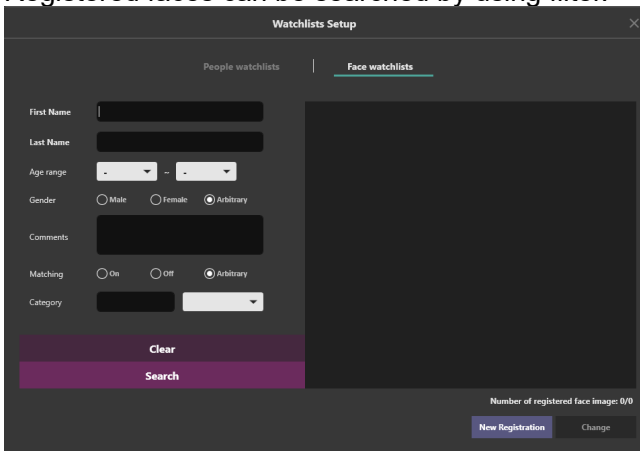 Registered faces can be searched by using filter.
Watchlists Setup
People watchlists | Face watchlists
First Name
Last Name
Age range - ~ -
Gender Male Female Arbitrary
Comments
Matching On Off Arbitrary
Category
Clear
Search
Number of registered face image: 0/0
New Registration Change